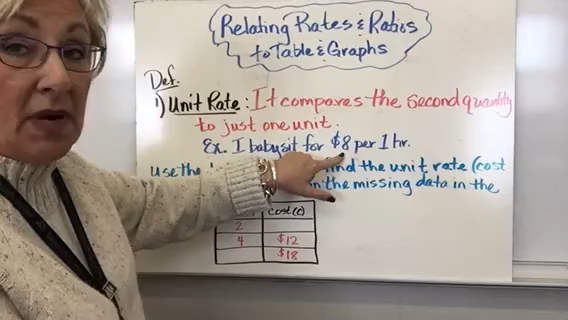 Relating Rates & Ratios
to Table & Graphs
Def.
1) Unit Rate: It compares the second quantity
to just one unit.
Ex. I babysit for $8 per 1 hr.
Use the find the unit rate (cost
in the missing data in the
cost(c)
2
4 $12
$18